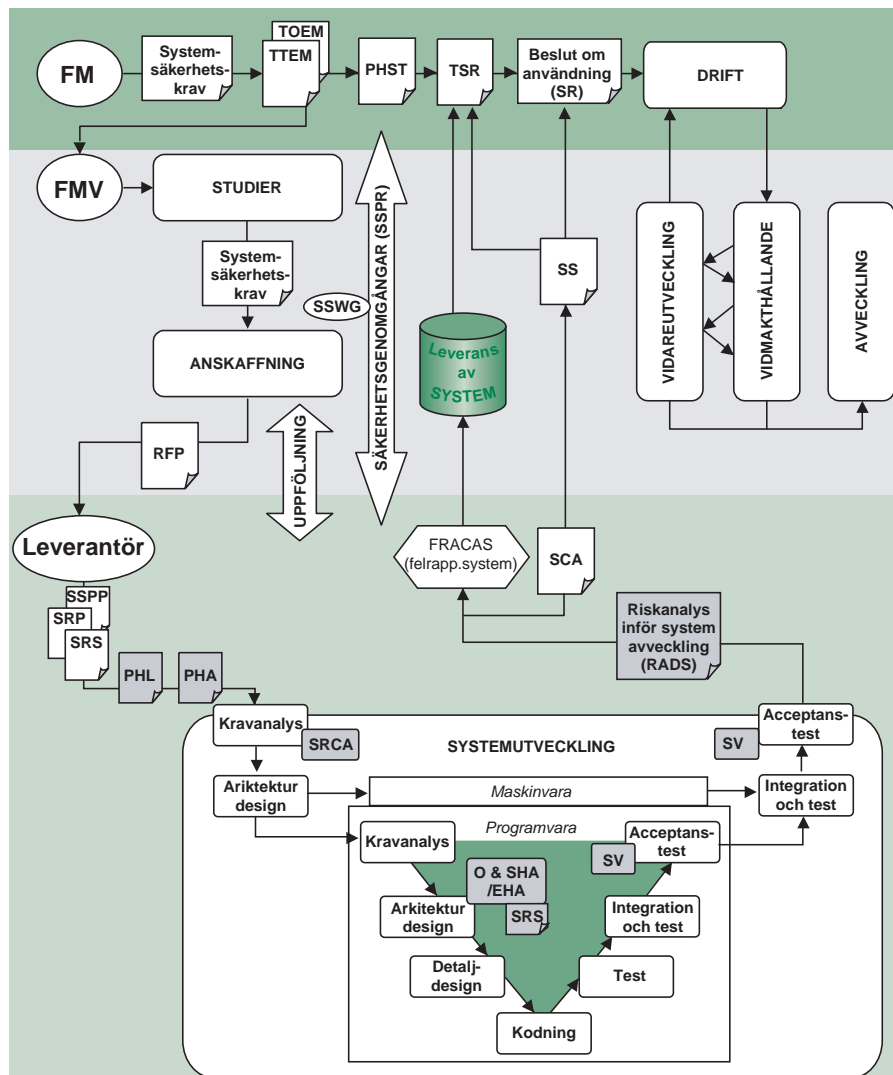 FM
System-
säkerhets-
krav
TOEM
TTEM
PHST
TSR
Beslut om
användning
(SR)
DRIFT
FMV
STUDIER
System-
säkerhets-
krav
SSWG
SÄKERHETSGENOMGÅNGAR (SSPR)
SS
VIDAREUTVECKLING
VIDMAKTHÅLLANDE
AVVECKLING
ANSKAFFNING
Leverans
av
SYSTEM
RFP
UPPFÖLJNING
Leverantör
FRACAS
(felrapp.system)
SCA
SSPP
SRP
SRS
Riskanalys
inför system
avveckling
(RADS)
PHL
PHA
Kravanalys
SRCA
SYSTEMUTVECKLING
SV
Acceptans-
test
Ariktektur
design
Maskinvara
Integration
och test
Programvara
Kravanalys
Acceptans-
test
SV
O & SHA
/EHA
SRS
Arkitektur
design
Integration
och test
Detalj-
design
Test
Kodning